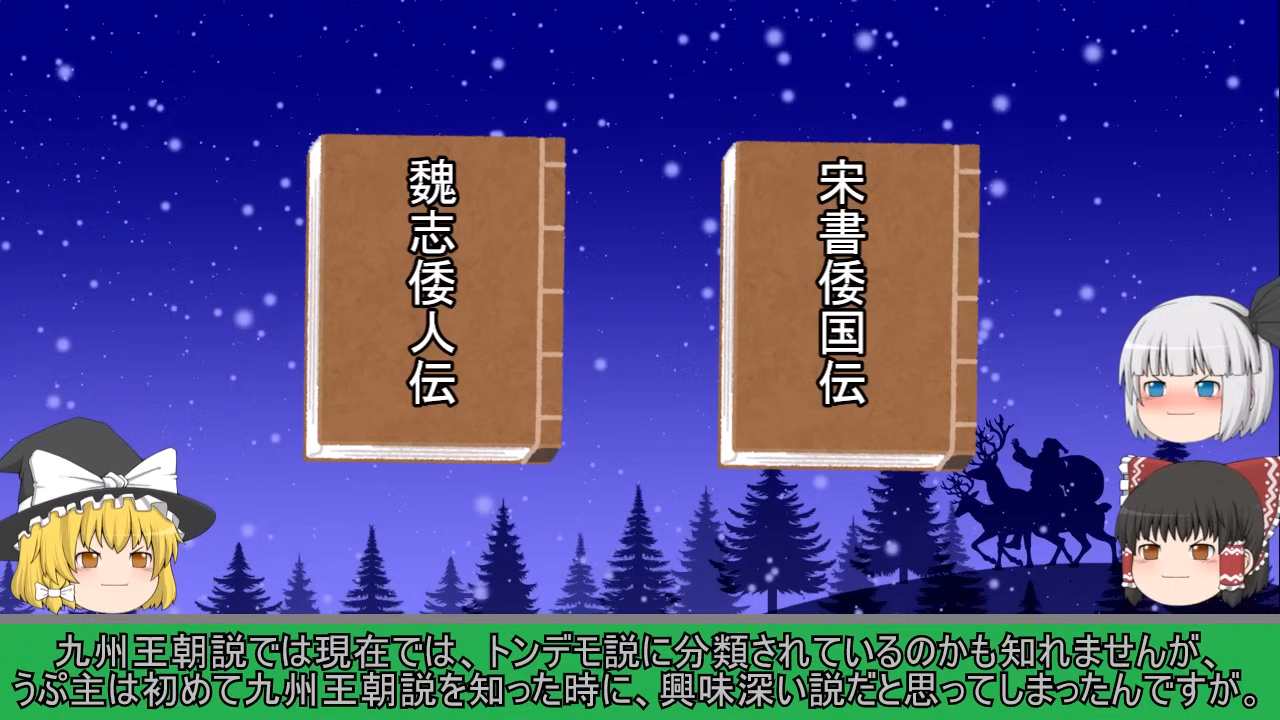 魏志倭人伝
宋書倭国伝
九州王朝説では現在では、トンデモ説に分類されているのかも知れませんが、
うぷ主は初めて九州王朝説を知った時に、興味深い説だと思ってしまったんですが。